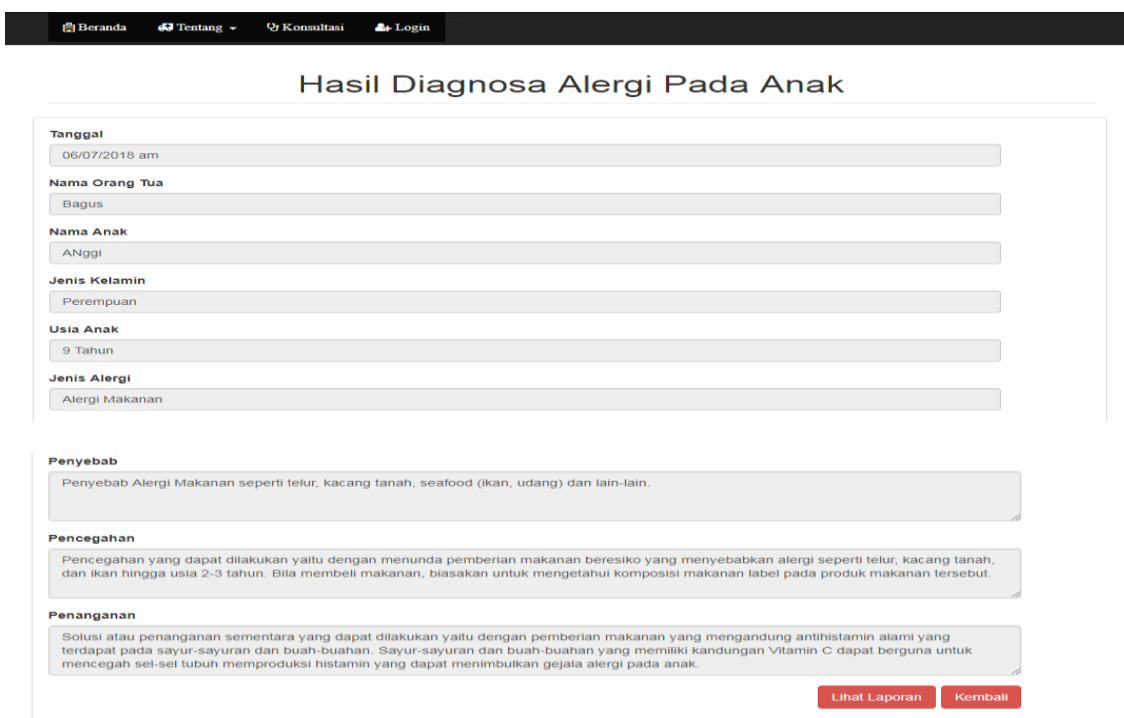 Beranda Tentang Konsultasi Login
Hasil Diagnosa Alergi Pada Anak
Tanggal
06/07/2018 am
Nama Orang Tua
Bagus
Nama Anak
ANggi
Jenis Kelamin
Perempuan
Usia Anak
9 Tahun
Jenis Alergi
Alergi Makanan
Penyebab
Penyebab Alergi Makanan seperti telur, kacang tanah, seafood (ikan, udang) dan lain-lain.
Pencegahan
Pencegahan yang dapat dilakukan yaitu dengan menunda pemberian makanan beresiko yang menyebabkan alergi seperti telur, kacang tanah,
dan ikan hingga usia 2-3 tahun. Bila membeli makanan, biasakan untuk mengetahui komposisi makanan label pada produk makanan tersebut.
Penanganan
Solusi atau penanganan sementara yang dapat dilakukan yaitu dengan pemberian makanan yang mengandung antihistamin alami yang
terdapat pada sayur-sayuran dan buah-buahan. Sayur-sayuran dan buah-buahan yang memiliki kandungan Vitamin C dapat berguna untuk
mencegah sel-sel tubuh memproduksi histamin yang dapat menimbulkan gejala alergi pada anak.
Lihat Laporan Kembali